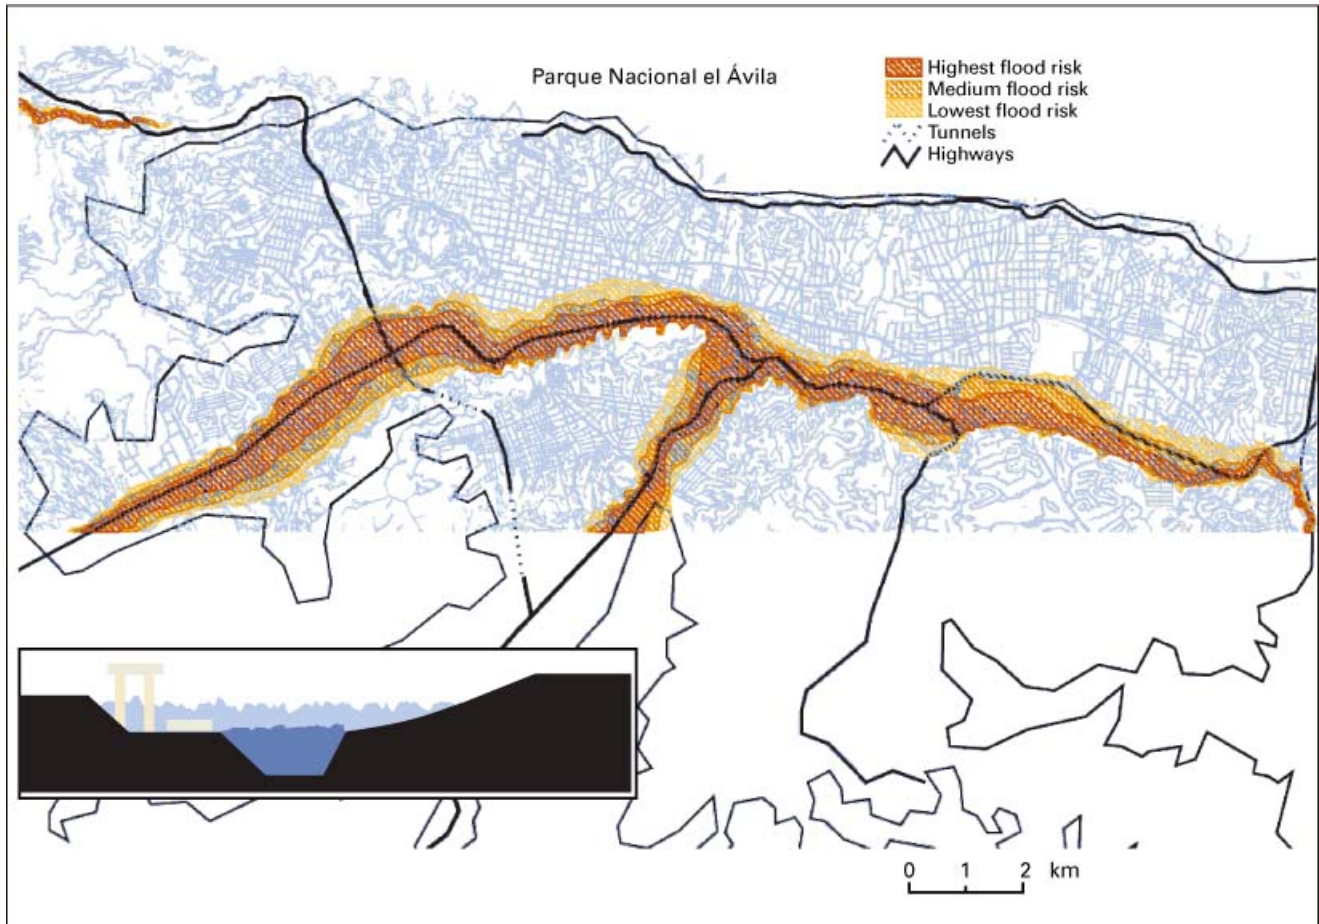 Parque Nacional el Ávila
Highest flood risk
Medium flood risk
Lowest flood risk
Tunnels
Highways
0 1 2 km